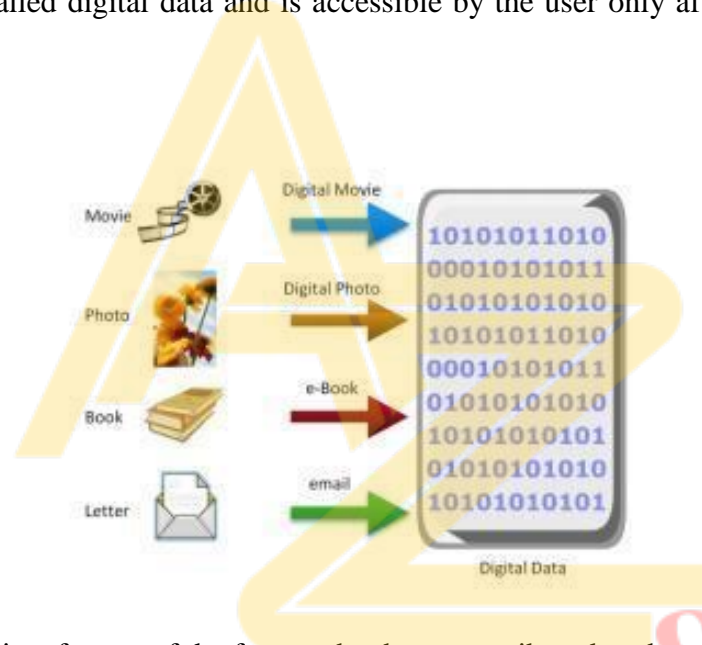 digital data and is accessible by the user only
Digital Movie
Movie
10101011010
00010101011
Digital Photo
01010101010
Photo
10101011010
00010101011
e-Book
01010101010
Book
10101010101
01010101010
email
10101010101
Letter
Digital Data